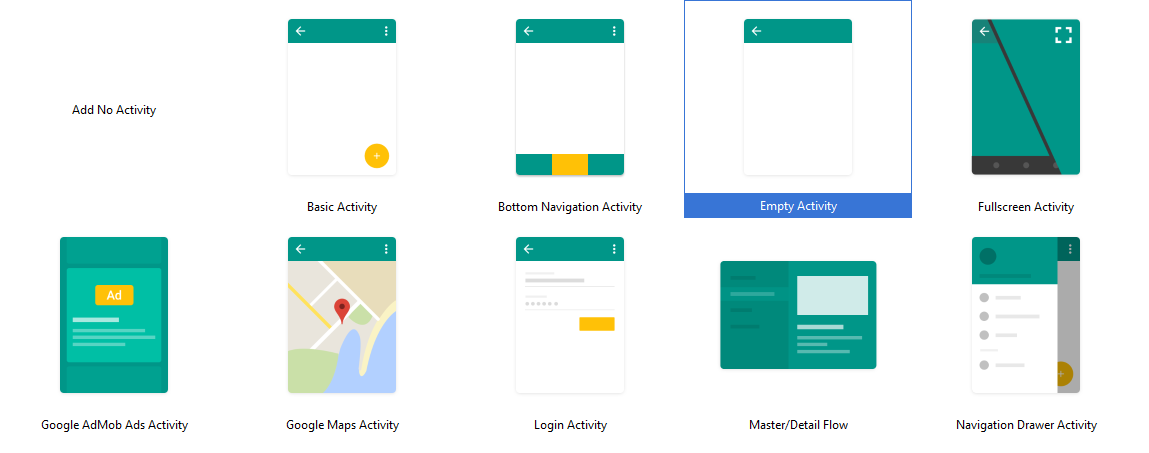 Add No Activity
Basic Activity
Bottom Navigation Activity
Empty Activity
Fullscreen Activity
Ad
Google AdMob Ads Activity
Google Maps Activity
Login Activity
Master/Detail Flow
Navigation Drawer Activity